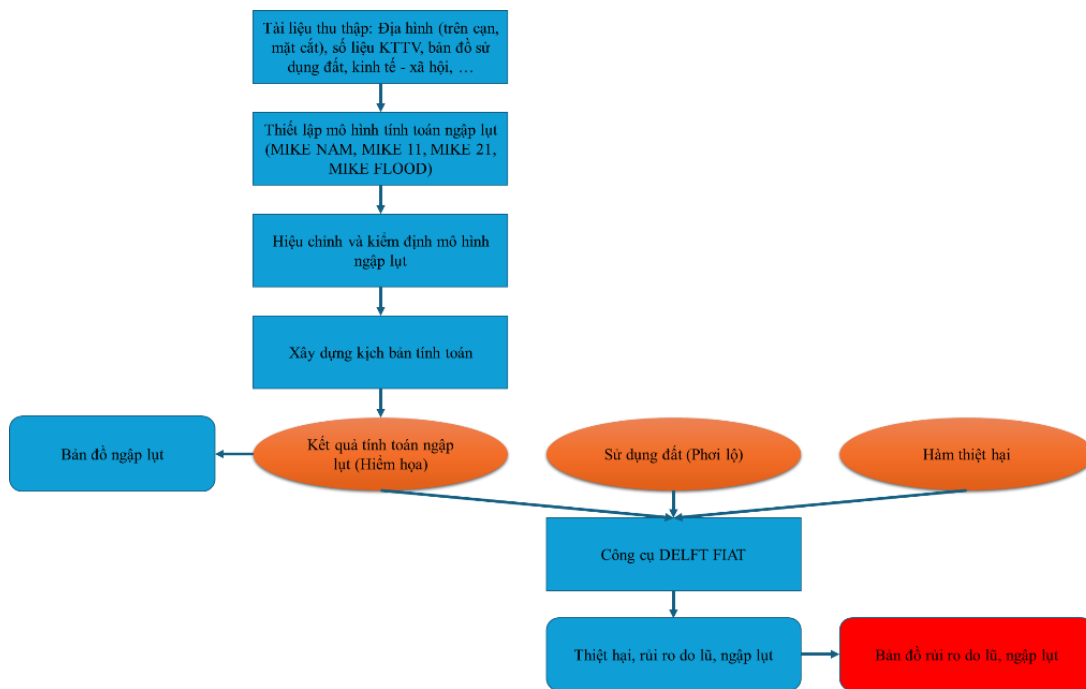 Tài liệu thu thập: Địa hình (trên cạn,
mặt cắt), số liệu KTTV, bản đồ sử
dụng đất, kinh tế - xã hội, …
Thiết lập mô hình tính toán ngập lụt
(MIKE NAM, MIKE 11, MIKE 21,
MIKE FLOOD)
Hiệu chỉnh và kiểm định mô hình
ngập lụt
Xây dựng kịch bản tính toán
Bản đồ ngập lụt
Kết quả tính toán ngập
lụt (Hiểm họa)
Sử dụng đất (Phơi lộ)
Hàm thiệt hại
Công cụ DELFT FIAT
Thiệt hại, rủi ro do lũ, ngập lụt
Bản đồ rủi ro do lũ, ngập lụt